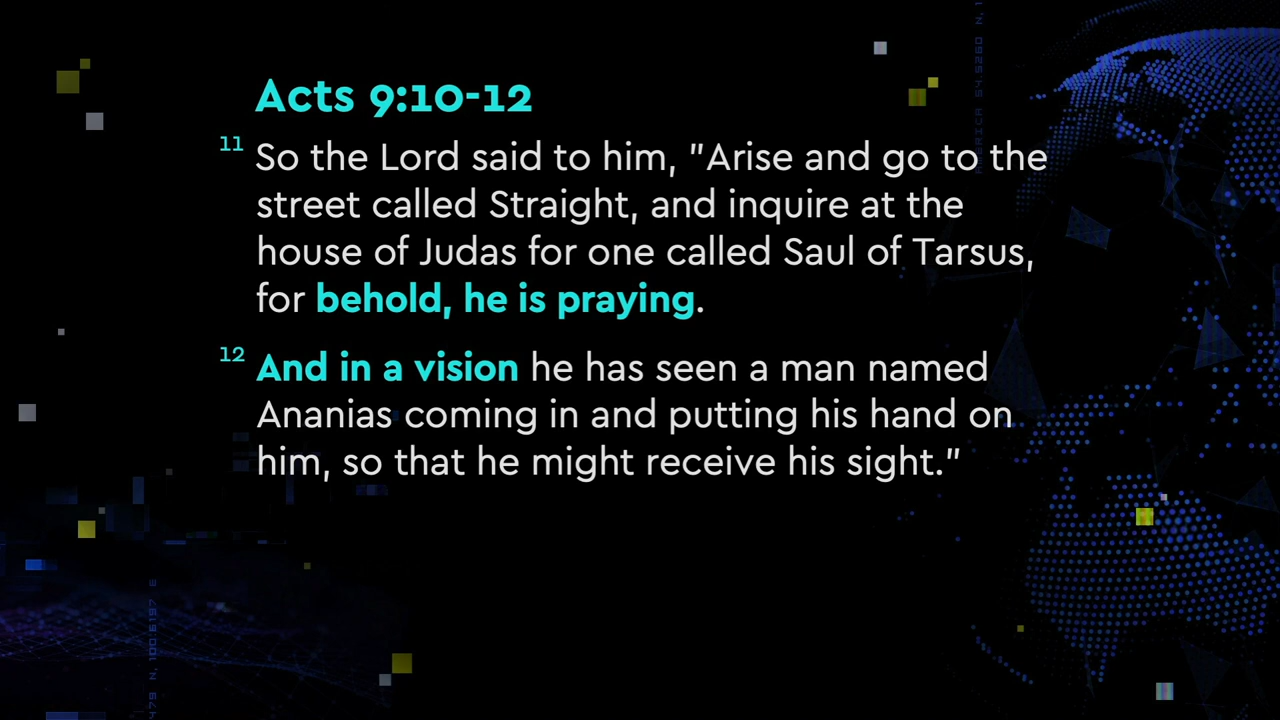 Acts 9:10-12
11 So the Lord said to him, "Arise and go to the
street called Straight, and inquire at the
house of Judas for one called Saul of Tarsus,
for behold, he is praying.
12 And in a vision he has seen a man named
Ananias coming in and putting his hand on
him, so that he might receive his sight."